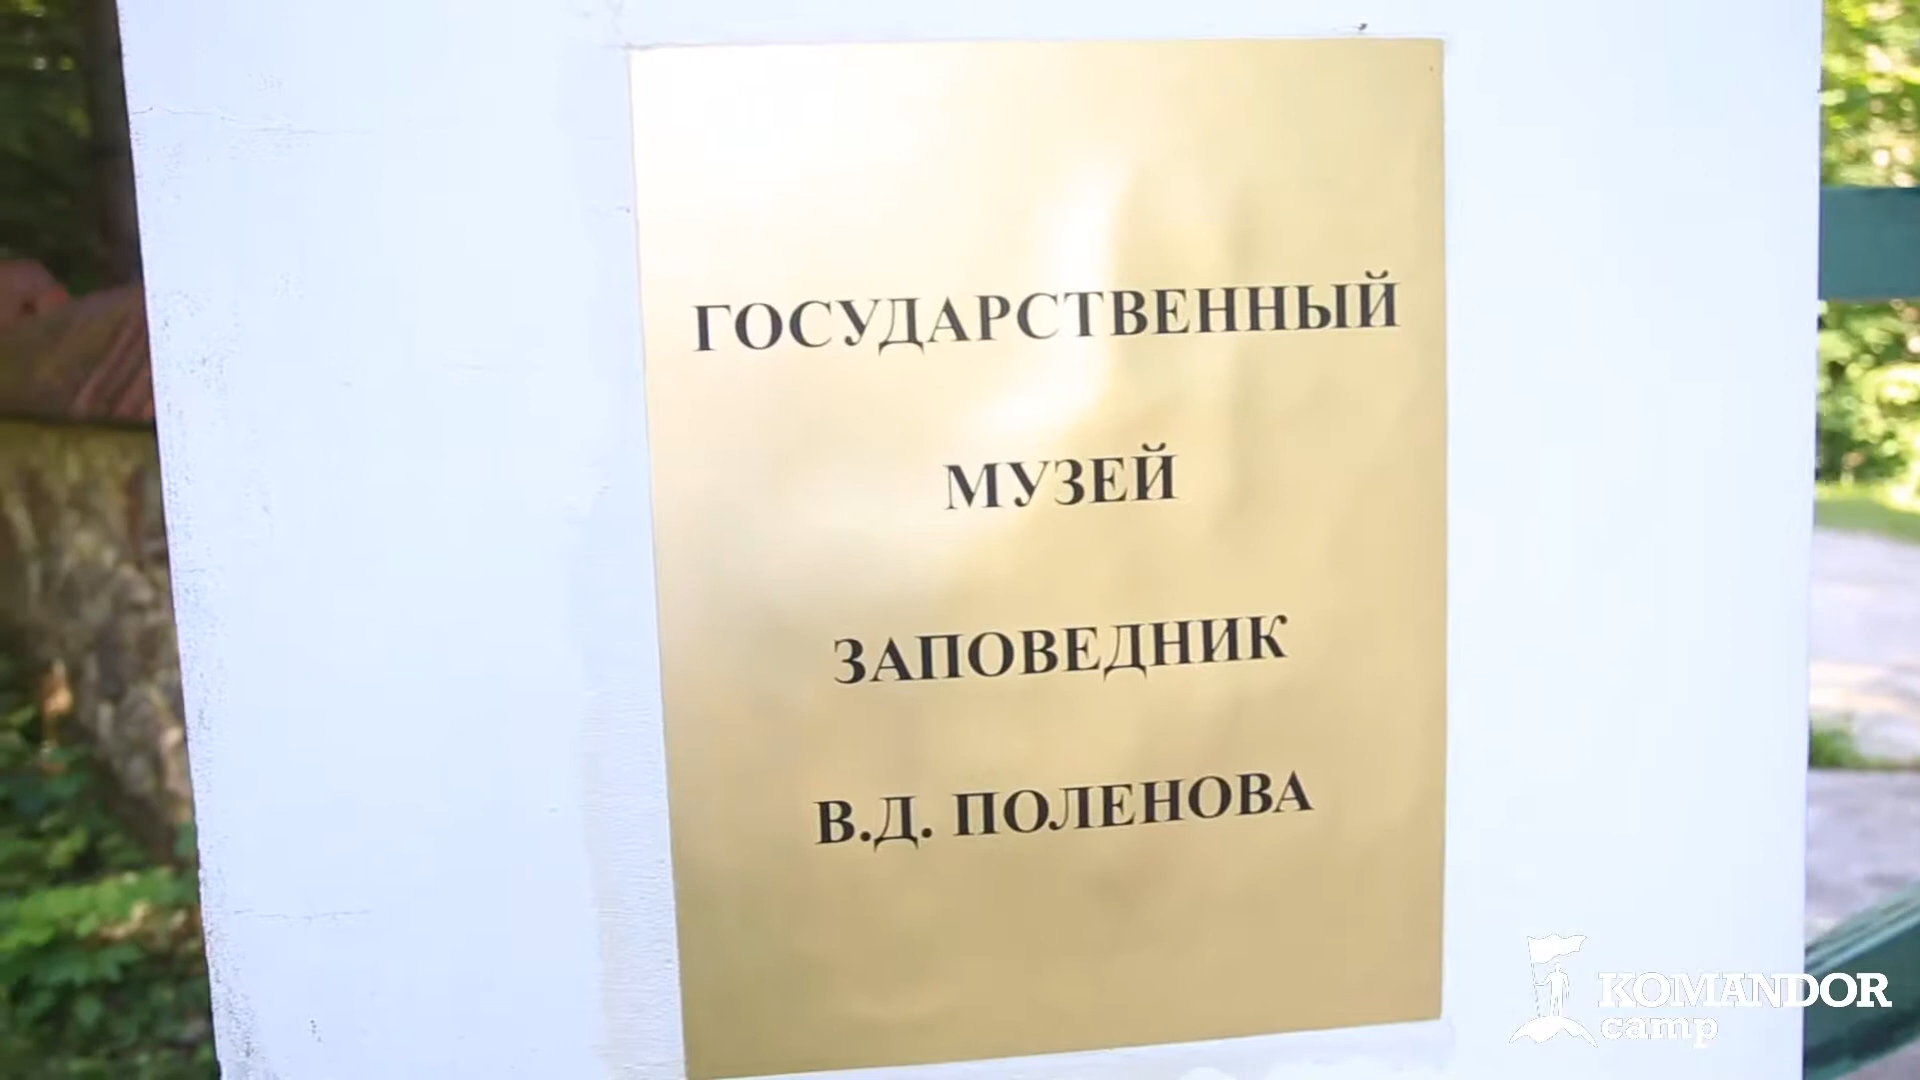 ГОСУДАРСТВЕННЫЙ
МУЗЕЙ
ЗАПОВЕДНИК
В.Д. ПОЛЕНОВА
KOMANDOR
camp